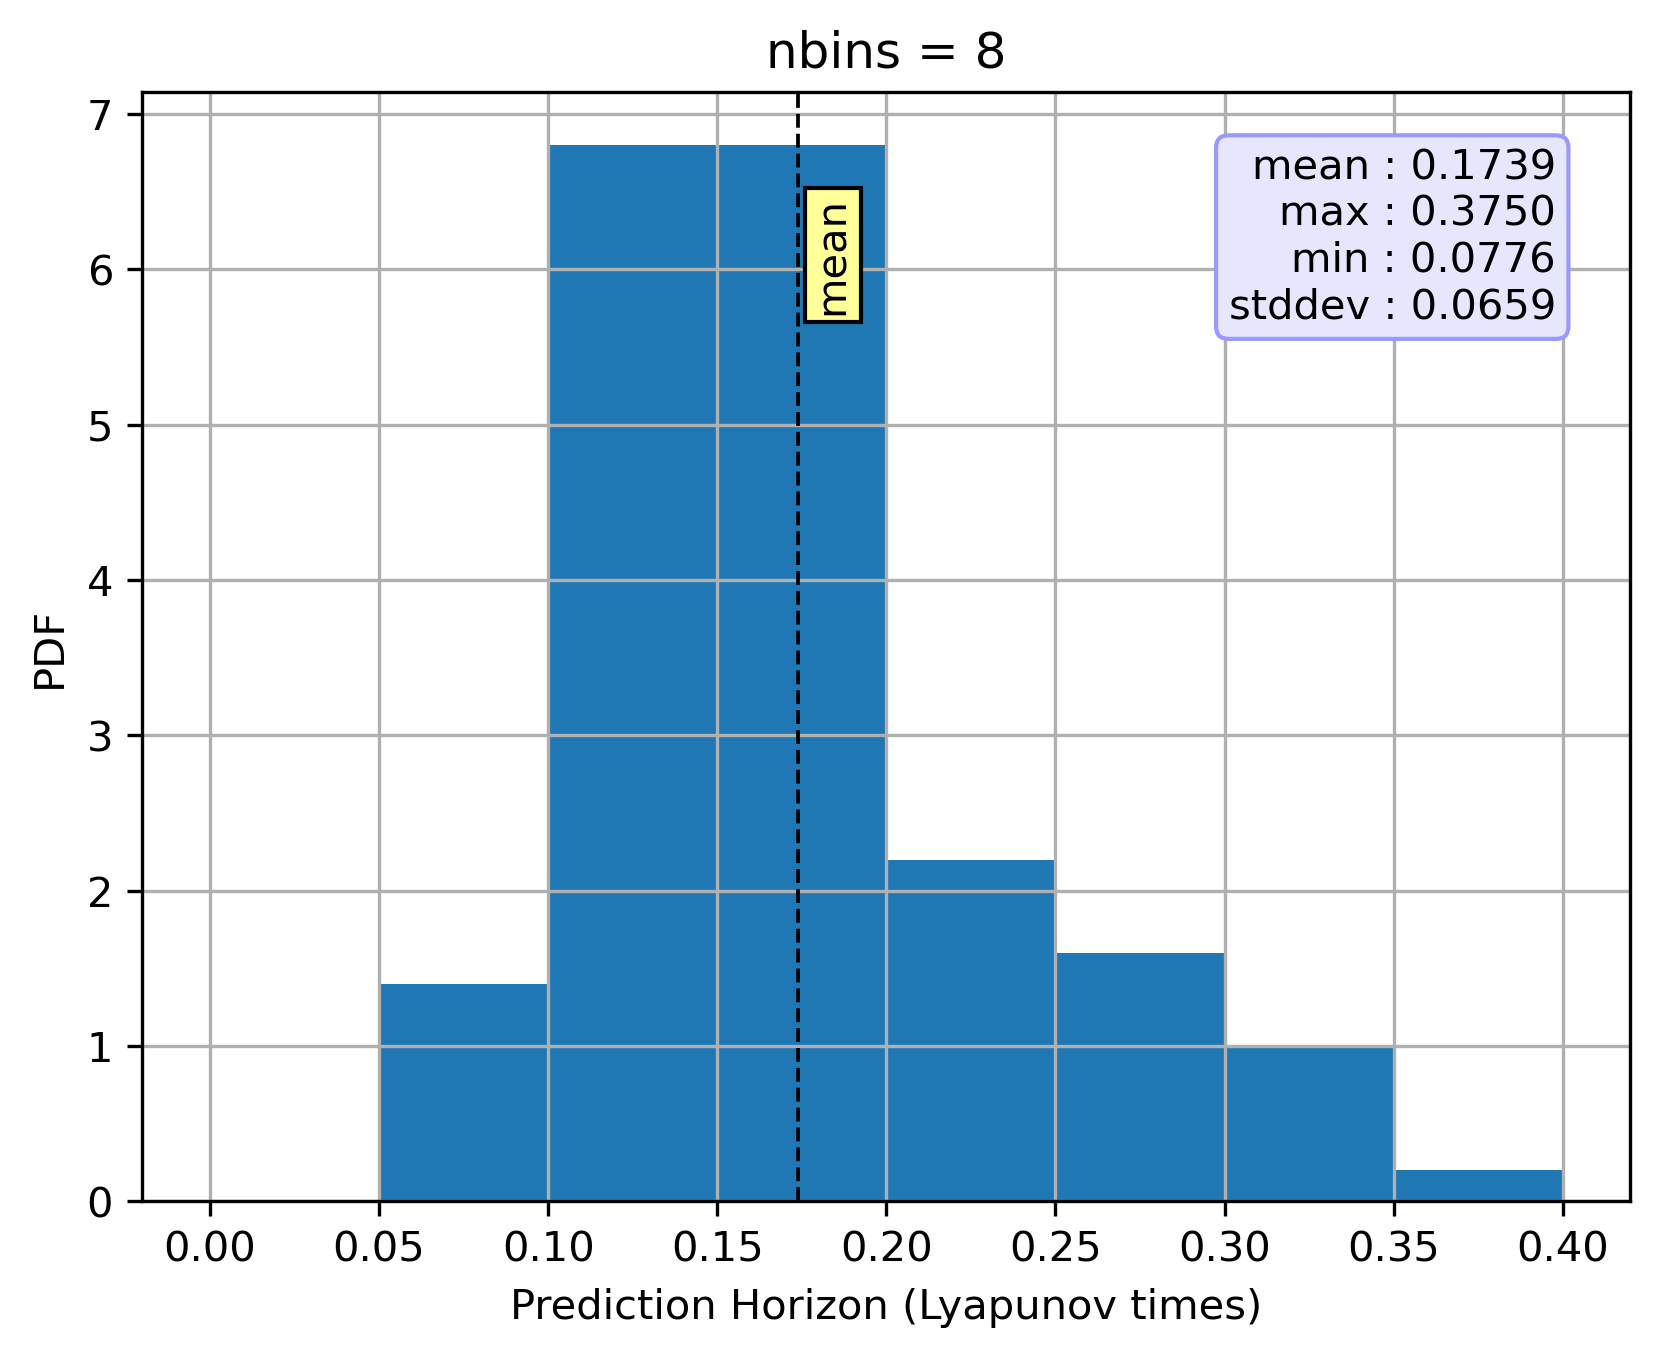 nbins = 8
7
6
5
4
3
2
1
0
PDF
mean
mean : 0.1739
max : 0.3750
min : 0.0776
stddev : 0.0659
0.00 0.05 0.10 0.15 0.20 0.25 0.30 0.35 0.40
Prediction Horizon (Lyapunov times)